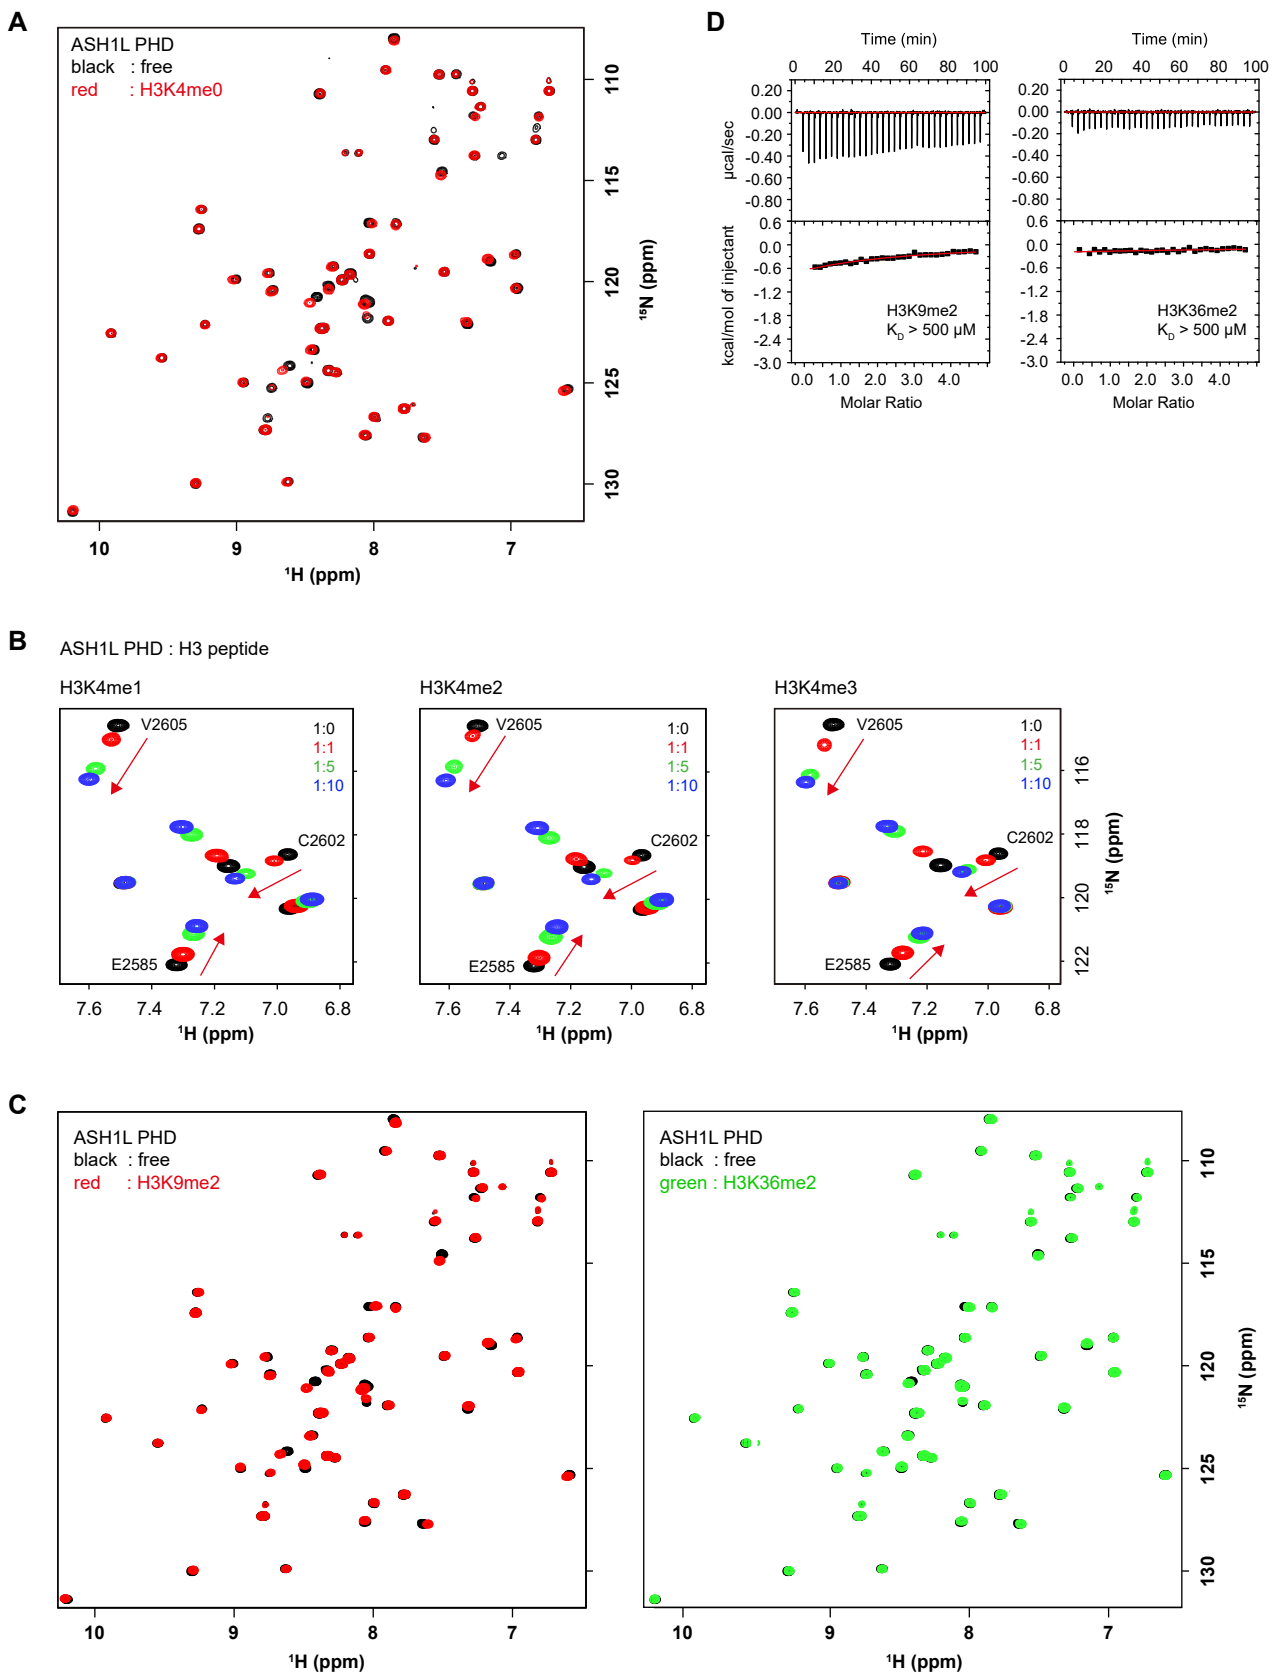 A
ASH1L PHD
black : free
red : H3K4me0
110
115
120
125
130
¹⁵N (ppm)
10 9 8 7
¹H (ppm)
D
Time (min)
0 20 40 60 80 100
0.20
0.00
-0.20
-0.40
-0.60
-0.80
µcal/sec
0.6
0.0
-0.6
-1.2
-1.8
-2.4
-3.0
kcal/mol of injectant
H3K9me2
K_D > 500 µM
0.0 1.0 2.0 3.0 4.0
Molar Ratio
Time (min)
0 20 40 60 80 100
0.20
0.00
-0.20
-0.40
-0.60
-0.80
0.6
0.0
-0.6
-1.2
-1.8
-2.4
-3.0
H3K36me2
K_D > 500 µM
0.0 1.0 2.0 3.0 4.0
Molar Ratio
B
ASH1L PHD : H3 peptide
H3K4me1
V2605
1:0
1:1
1:5
1:10
C2602
E2585
7.6 7.4 7.2 7.0 6.8
¹H (ppm)
H3K4me2
V2605
1:0
1:1
1:5
1:10
C2602
E2585
7.6 7.4 7.2 7.0 6.8
¹H (ppm)
H3K4me3
V2605
1:0
1:1
1:5
1:10
C2602
E2585
116
118
120
122
¹⁵N (ppm)
7.6 7.4 7.2 7.0 6.8
¹H (ppm)
C
ASH1L PHD
black : free
red : H3K9me2
10 9 8 7
¹H (ppm)
ASH1L PHD
black : free
green : H3K36me2
110
115
120
125
130
¹⁵N (ppm)
10 9 8 7
¹H (ppm)